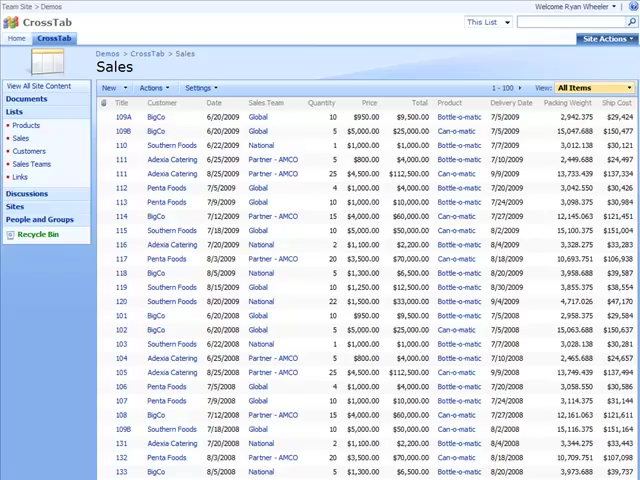 Team Site > Demos
Welcome Ryan Wheeler
CrossTab
This List
Home CrossTab
Site Actions
Demos > CrossTab > Sales
Sales
View All Site Content
Documents
Lists
Products
Sales
Customers
Sales Teams
Links
Discussions
Sites
People and Groups
Recycle Bin
New Actions Settings 1 - 100 View: All Items
Title Customer Date Sales Team Quantity Price Total Product Delivery Date Packing Weight Ship Cost
109A BigCo 6/20/2009 Global 10 $950.00 $9,500.00 Bottle-o-matic 7/5/2009 2,942.375 $29,424
109B BigCo 6/20/2009 Global 5 $5,000.00 $25,000.00 Can-o-matic 7/5/2009 15,047.688 $150,477
110 Southern Foods 6/22/2009 National 1 $1,000.00 $1,000.00 Bottle-o-matic 7/7/2009 3,012.138 $30,121
111 Adexia Catering 6/25/2009 Partner - AMCO 5 $800.00 $4,000.00 Bottle-o-matic 7/10/2009 2,449.688 $24,497
111 Adexia Catering 8/25/2009 Partner - AMCO 25 $4,500.00 $112,500.00 Can-o-matic 9/9/2009 13,733.439 $137,334
112 Penta Foods 7/5/2009 Global 4 $1,000.00 $4,000.00 Bottle-o-matic 7/20/2009 3,042.550 $30,426
113 Penta Foods 7/9/2009 Global 10 $1,000.00 $10,000.00 Bottle-o-matic 7/24/2009 3,098.375 $30,984
114 BigCo 7/12/2009 Partner - AMCO 15 $4,000.00 $60,000.00 Can-o-matic 7/27/2009 12,145.063 $121,451
115 Southern Foods 7/18/2009 Global 10 $5,000.00 $50,000.00 Can-o-matic 8/2/2009 15,100.375 $151,004
116 Adexia Catering 7/20/2009 National 2 $1,100.00 $2,200.00 Bottle-o-matic 8/4/2009 3,328.275 $33,283
117 Penta Foods 8/3/2009 Partner - AMCO 20 $3,500.00 $70,000.00 Can-o-matic 8/18/2009 10,693.751 $106,938
118 BigCo 8/5/2009 National 5 $1,300.00 $6,500.00 Bottle-o-matic 8/20/2009 3,958.688 $39,587
119 Southern Foods 8/15/2009 Global 10 $1,250.00 $12,500.00 Bottle-o-matic 8/30/2009 3,855.375 $38,554
120 Southern Foods 8/20/2009 National 22 $1,500.00 $33,000.00 Bottle-o-matic 9/4/2009 4,717.026 $47,170
101 BigCo 6/20/2008 Global 10 $950.00 $9,500.00 Bottle-o-matic 7/5/2008 2,958.375 $29,584
102 BigCo 6/20/2008 Global 5 $5,000.00 $25,000.00 Can-o-matic 7/5/2008 15,063.688 $150,637
103 Southern Foods 6/22/2008 National 1 $1,000.00 $1,000.00 Bottle-o-matic 7/7/2008 3,028.138 $30,281
104 Adexia Catering 6/25/2008 Partner - AMCO 5 $800.00 $4,000.00 Bottle-o-matic 7/10/2008 2,465.688 $24,657
105 Adexia Catering 8/25/2008 Partner - AMCO 25 $4,500.00 $112,500.00 Can-o-matic 9/9/2008 13,749.439 $137,494
106 Penta Foods 7/5/2008 Global 4 $1,000.00 $4,000.00 Bottle-o-matic 7/20/2008 3,058.550 $30,586
107 Penta Foods 7/9/2008 Global 10 $1,000.00 $10,000.00 Bottle-o-matic 7/24/2008 3,114.375 $31,144
108 BigCo 7/12/2008 Partner - AMCO 15 $4,000.00 $60,000.00 Can-o-matic 7/27/2008 12,161.063 $121,611
109B Southern Foods 7/18/2008 Global 10 $5,000.00 $50,000.00 Can-o-matic 8/2/2008 15,116.375 $151,164
131 Adexia Catering 7/20/2008 National 2 $1,100.00 $2,200.00 Bottle-o-matic 8/4/2008 3,344.275 $33,443
132 Penta Foods 8/3/2008 Partner - AMCO 20 $3,500.00 $70,000.00 Can-o-matic 8/18/2008 10,709.751 $107,098
133 BigCo 8/5/2008 National 5 $1,300.00 $6,500.00 Bottle-o-matic 8/20/2008 3,973.688 $39,737